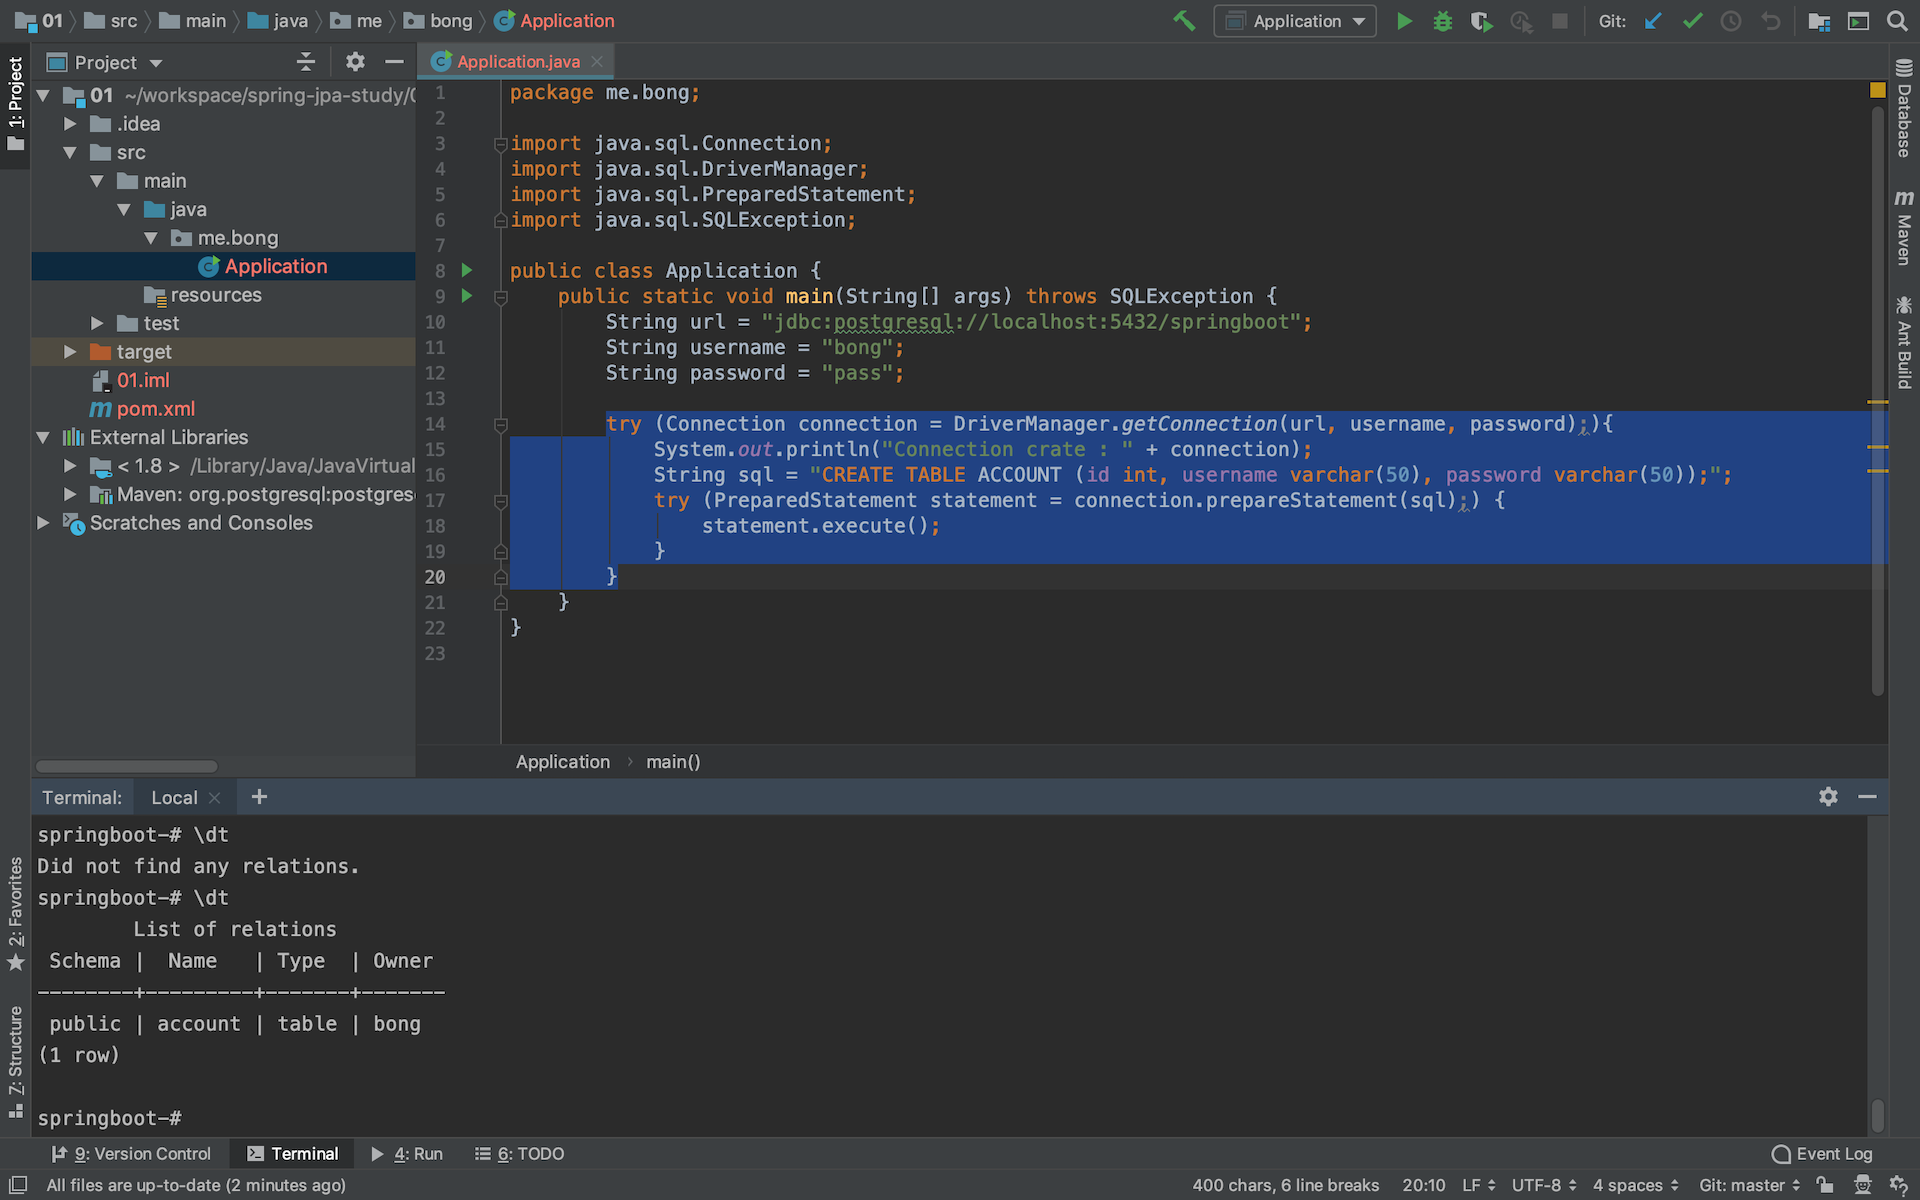 01 src main java me bong Application
Application
Git:
1: Project
Project
01 ~/workspace/spring-jpa-study/0
.idea
src
main
java
me.bong
Application
resources
test
target
01.iml
pom.xml
External Libraries
< 1.8 > /Library/Java/JavaVirtual
Maven: org.postgresql:postgres
Scratches and Consoles
Application.java
1 package me.bong;
2
3 import java.sql.Connection;
4 import java.sql.DriverManager;
5 import java.sql.PreparedStatement;
6 import java.sql.SQLException;
7
8 public class Application {
9 public static void main(String[] args) throws SQLException {
10 String url = "jdbc:postgresql://localhost:5432/springboot";
11 String username = "bong";
12 String password = "pass";
13
14 try (Connection connection = DriverManager.getConnection(url, username, password);){
15 System.out.println("Connection crate : " + connection);
16 String sql = "CREATE TABLE ACCOUNT (id int, username varchar(50), password varchar(50));";
17 try (PreparedStatement statement = connection.prepareStatement(sql);) {
18 statement.execute();
19 }
20 }
21 }
22 }
23
Application › main()
Database
m Maven
Ant Build
Terminal: Local +
springboot-# \dt
Did not find any relations.
springboot-# \dt
List of relations
Schema | Name | Type | Owner
--------+---------+-------+-------
public | account | table | bong
(1 row)
springboot-#
2: Favorites
Z: Structure
9: Version Control Terminal 4: Run 6: TODO Event Log
All files are up-to-date (2 minutes ago) 400 chars, 6 line breaks 20:10 LF UTF-8 4 spaces Git: master